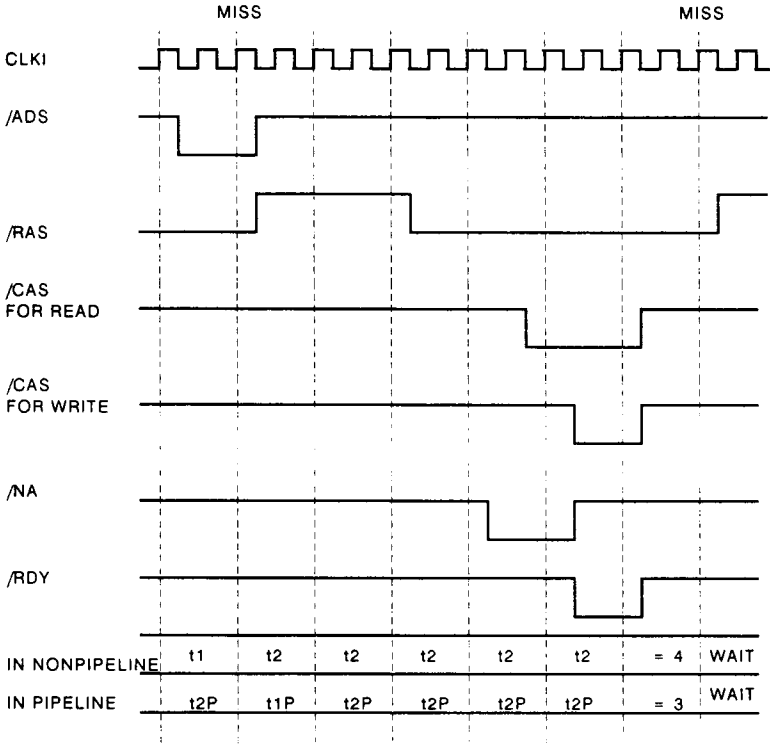 MISS MISS
CLKI
/ADS
/RAS
/CAS
FOR READ
/CAS
FOR WRITE
/NA
/RDY
IN NONPIPELINE t1 t2 t2 t2 t2 t2 = 4 WAIT
IN PIPELINE t2P t1P t2P t2P t2P t2P = 3 WAIT